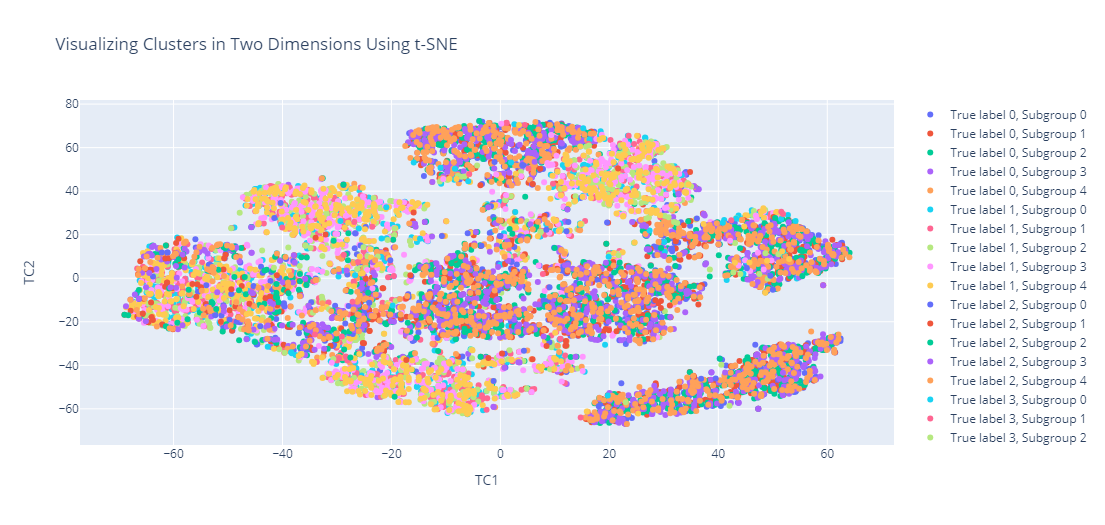 Visualizing Clusters in Two Dimensions Using t-SNE
80
60
40
20
0
−20
−40
−60
TC2
−60
−40
−20
0
20
40
60
TC1
True label 0, Subgroup 0
True label 0, Subgroup 1
True label 0, Subgroup 2
True label 0, Subgroup 3
True label 0, Subgroup 4
True label 1, Subgroup 0
True label 1, Subgroup 1
True label 1, Subgroup 2
True label 1, Subgroup 3
True label 1, Subgroup 4
True label 2, Subgroup 0
True label 2, Subgroup 1
True label 2, Subgroup 2
True label 2, Subgroup 3
True label 2, Subgroup 4
True label 3, Subgroup 0
True label 3, Subgroup 1
True label 3, Subgroup 2